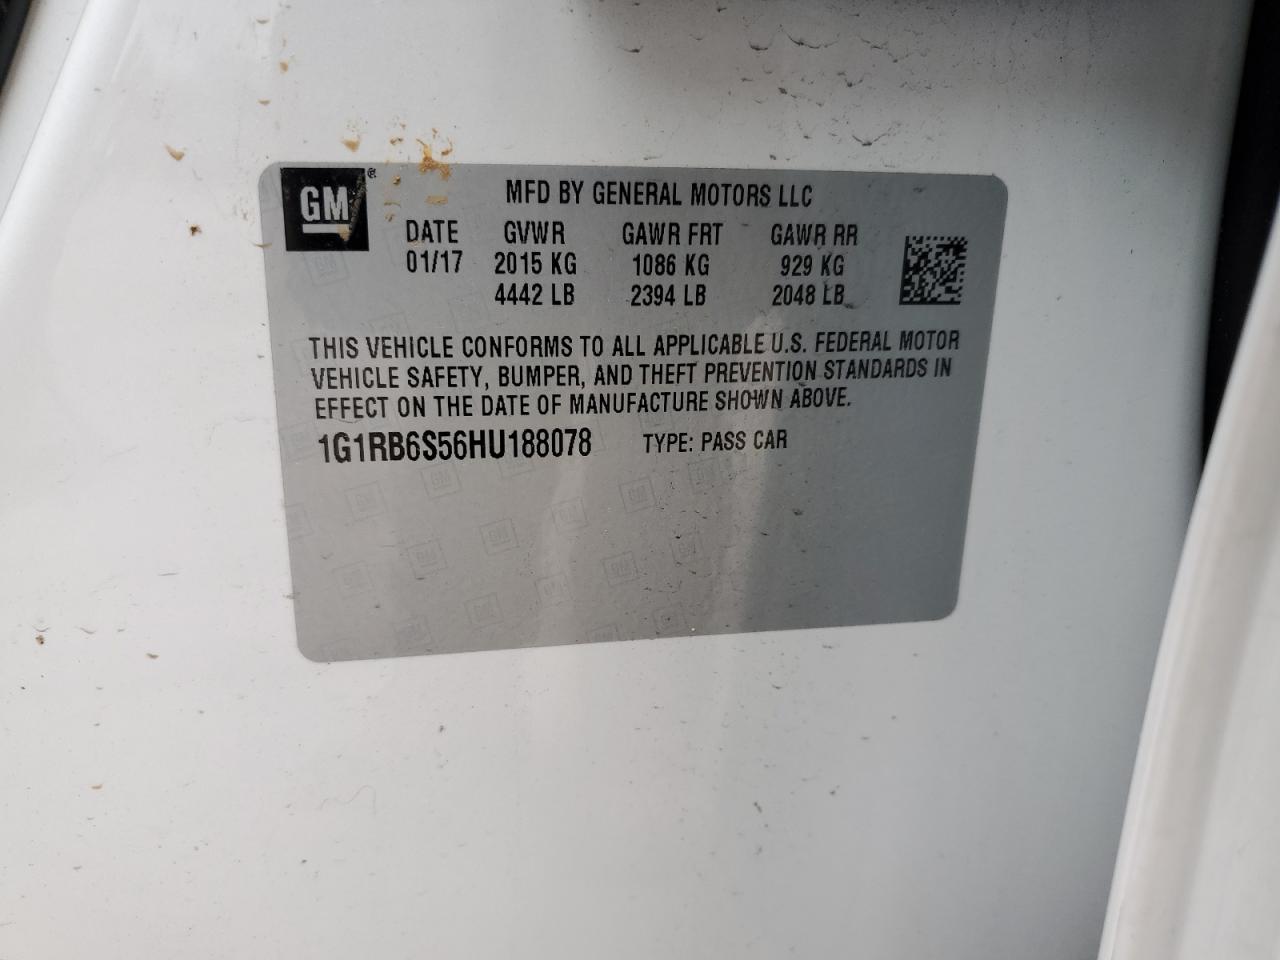 GM®
MFD BY GENERAL MOTORS LLC
DATE GVWR GAWR FRT GAWR RR
01/17 2015 KG 1086 KG 929 KG
4442 LB 2394 LB 2048 LB
THIS VEHICLE CONFORMS TO ALL APPLICABLE U.S. FEDERAL MOTOR
VEHICLE SAFETY, BUMPER, AND THEFT PREVENTION STANDARDS IN
EFFECT ON THE DATE OF MANUFACTURE SHOWN ABOVE.
1G1RB6S56HU188078 TYPE: PASS CAR